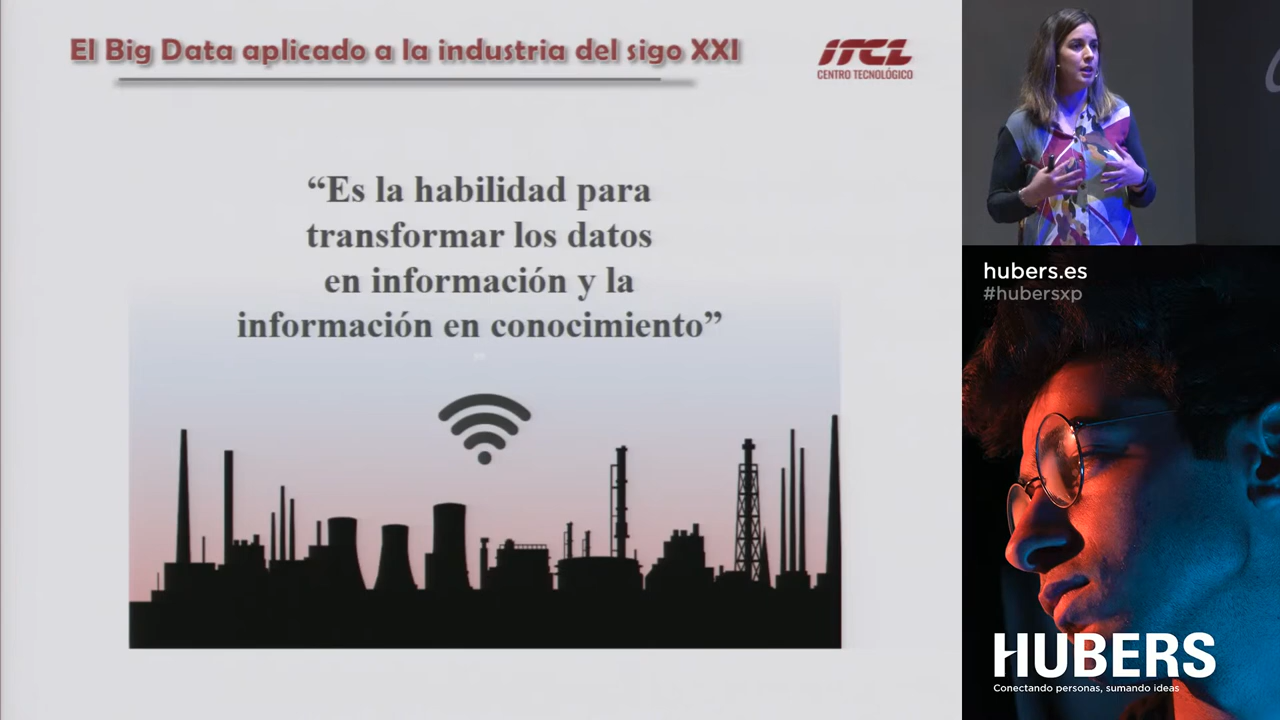 El Big Data aplicado a la industria del sigo XXI
ITCL
CENTRO TECNOLÓGICO
“Es la habilidad para
transformar los datos
en información y la
información en conocimiento”
hubers.es
#hubersxp
HUBERS
Conectando personas, sumando ideas